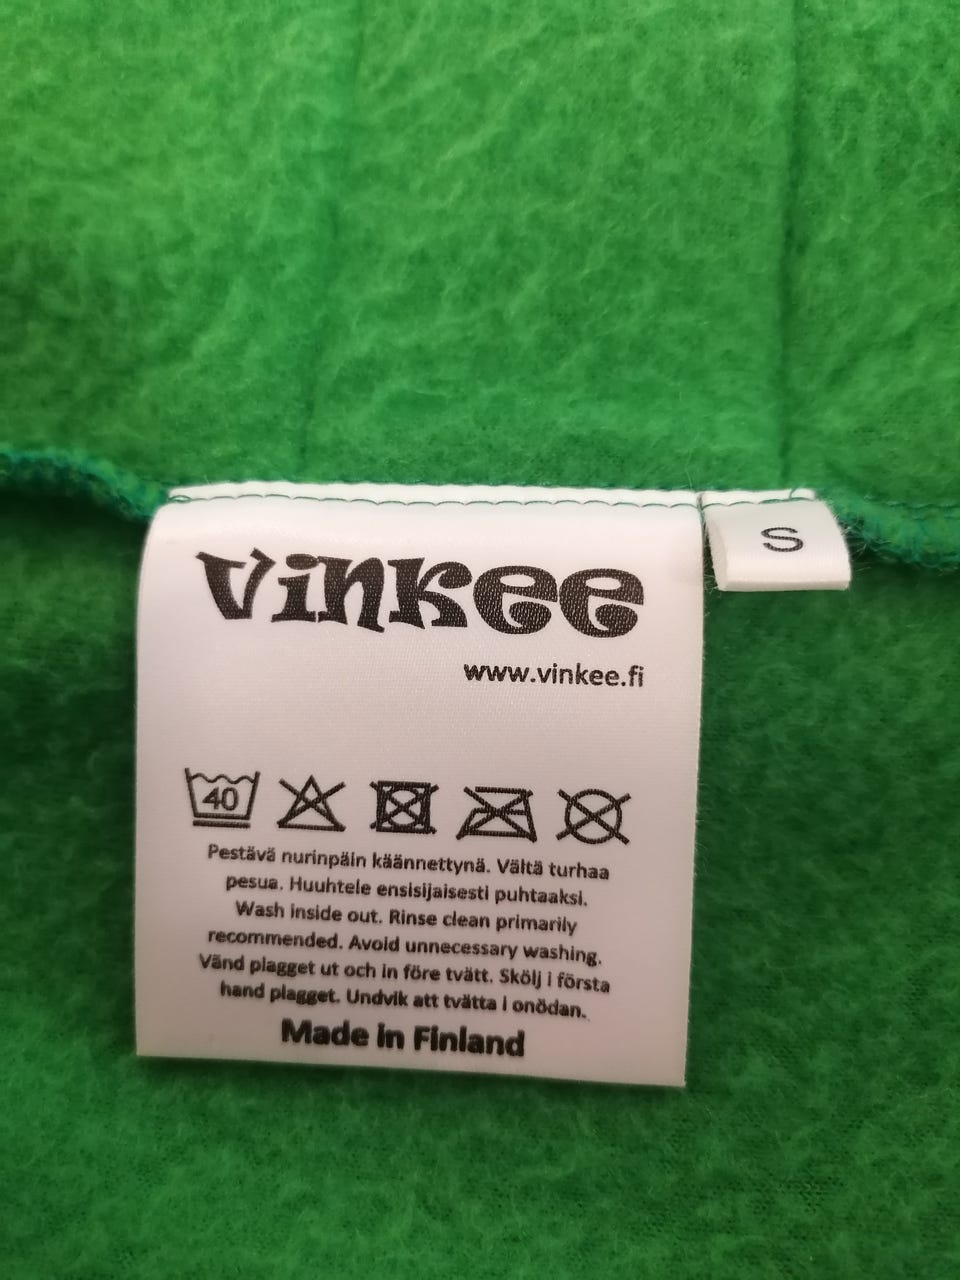 Vinkee
S
www.vinkee.fi
40
Pestävä nurinpäin käännettynä. Vältä turhaa
pesua. Huuhtele ensisijaisesti puhtaaksi.
Wash inside out. Rinse clean primarily
recommended. Avoid unnecessary washing.
Vänd plagget ut och in före tvätt. Skölj i första
hand plagget. Undvik att tvätta i onödan.
Made in Finland